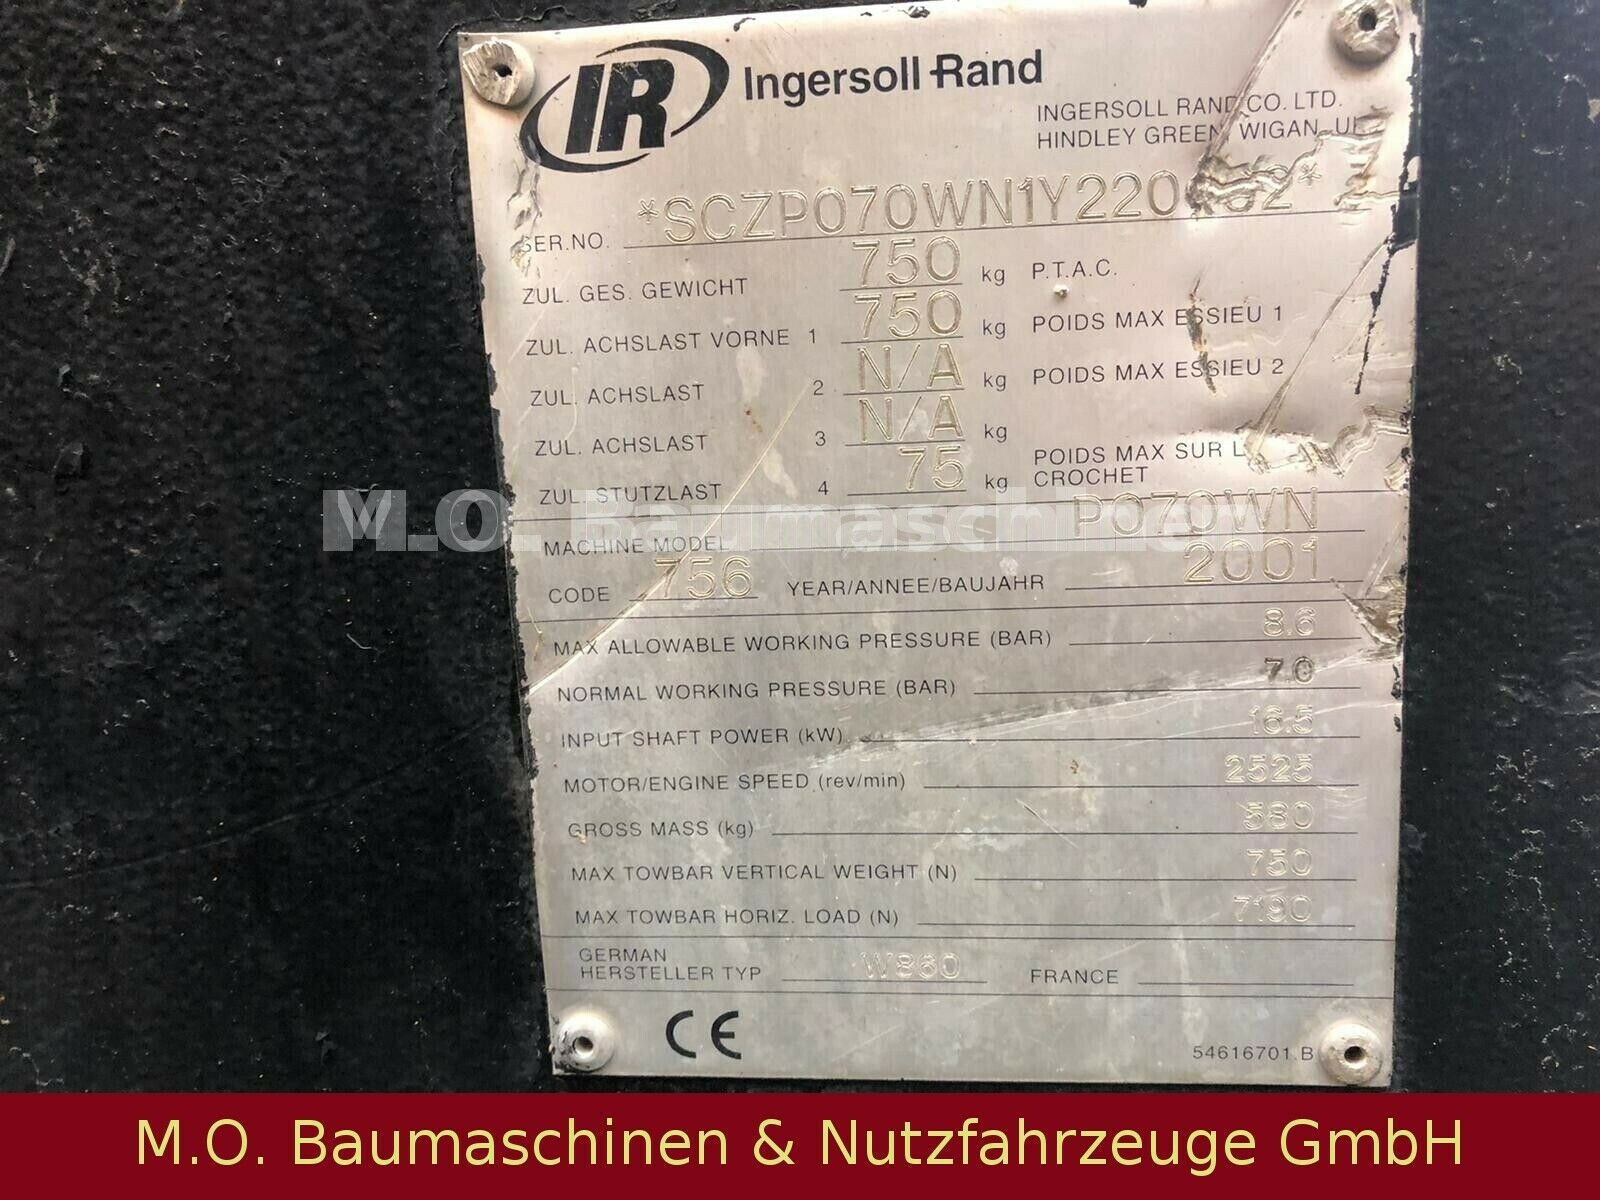 IR Ingersoll-Rand
INGERSOLL RAND CO. LTD.
HINDLEY GREEN, WIGAN,
SER.NO.
ZUL. GES. GEWICHT 750 kg P.T.A.C.
ZUL. ACHSLAST VORNE 1 750 kg POIDS MAX ESSIEU 1
ZUL. ACHSLAST 2 N/A kg POIDS MAX ESSIEU 2
ZUL. ACHSLAST 3 N/A kg
ZUL. STUTZLAST 4 75 kg POIDS MAX SUR
CROCHET
M.O. Baumaschinen
MACHINE MODEL P070WN
CODE 756 YEAR/ANNEE/BAUJAHR 2001
MAX ALLOWABLE WORKING PRESSURE (BAR) 8.6
NORMAL WORKING PRESSURE (BAR) 7.0
INPUT SHAFT POWER (kW) 16.5
MOTOR/ENGINE SPEED (rev/min) 2525
GROSS MASS (kg)
MAX TOWBAR VERTICAL WEIGHT (N) 750
MAX TOWBAR HORIZ. LOAD (N) 7190
GERMAN
HERSTELLER TYP W860 FRANCE
CE
54616701.B
M.O. Baumaschinen & Nutzfahrzeuge GmbH